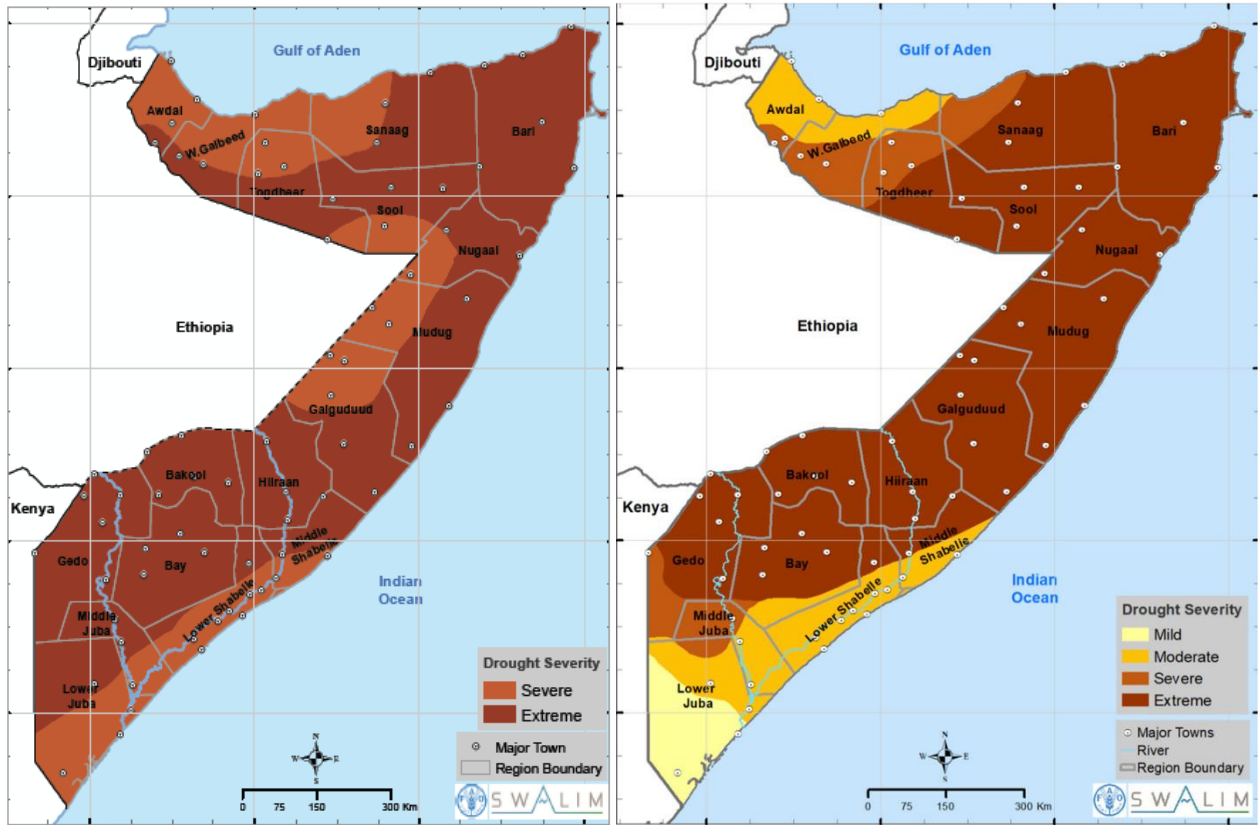 Gulf of Aden
Djibouti
Awdal
W.Galbeed
Sanaag
Bari
Togdheer
Sool
Nugaal
Ethiopia
Mudug
Galguduud
Bakool
Hiiraan
Kenya
Middle
Shabelle
Gedo
Bay
Indian
Ocean
Lower Shabelle
Middle
Juba
Lower
Juba
Drought Severity
Severe
Extreme
N
W E
S
Major Town
Region Boundary
0 75 150 300 Km
FAO
SWALIM
Gulf of Aden
Djibouti
Awdal
W.Galbeed
Sanaag
Bari
Togdheer
Sool
Nugaal
Ethiopia
Mudug
Galguduud
Bakool
Hiiraan
Kenya
Middle
Shabelle
Gedo
Bay
Indian
Ocean
Lower Shabelle
Middle
Juba
Lower
Juba
Drought Severity
Mild
Moderate
Severe
Extreme
N
W E
S
Major Towns
River
Region Boundary
0 75 150 300 Km
FAO
SWALIM